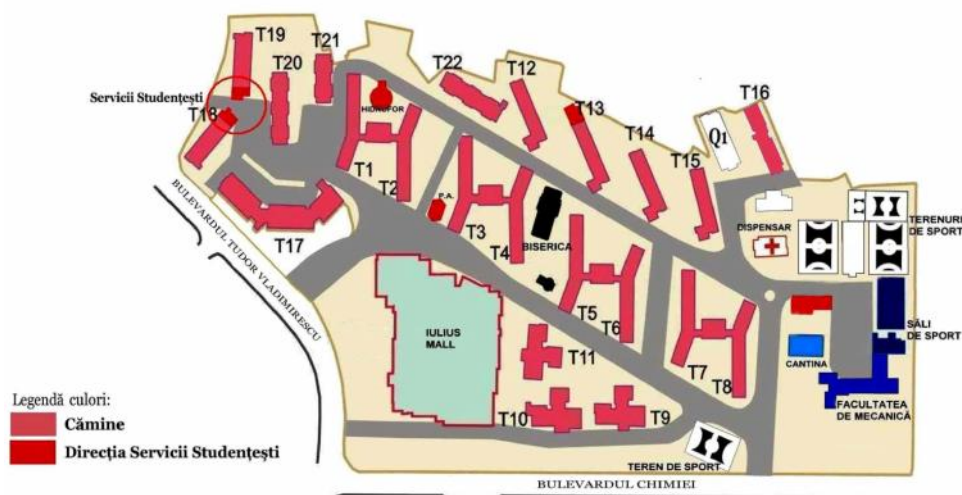 T19
T20
T21
T22
T12
T13
T14
T15
T16
Q1
Servicii Studențești
T18
HIDROFOR
T1
T2
P.A.
T3
T4
BISERICA
DISPENSAR
TERENURI
DE SPORT
T17
BULEVARDUL TUDOR VLADIMIRESCU
IULIUS
MALL
T5
T6
T7
T8
T11
T10
T9
CANTINA
SĂLI
DE SPORT
FACULTATEA
DE MECANICĂ
TEREN DE SPORT
BULEVARDUL CHIMIEI
Legendă culori:
Cămine
Direcția Servicii Studențești